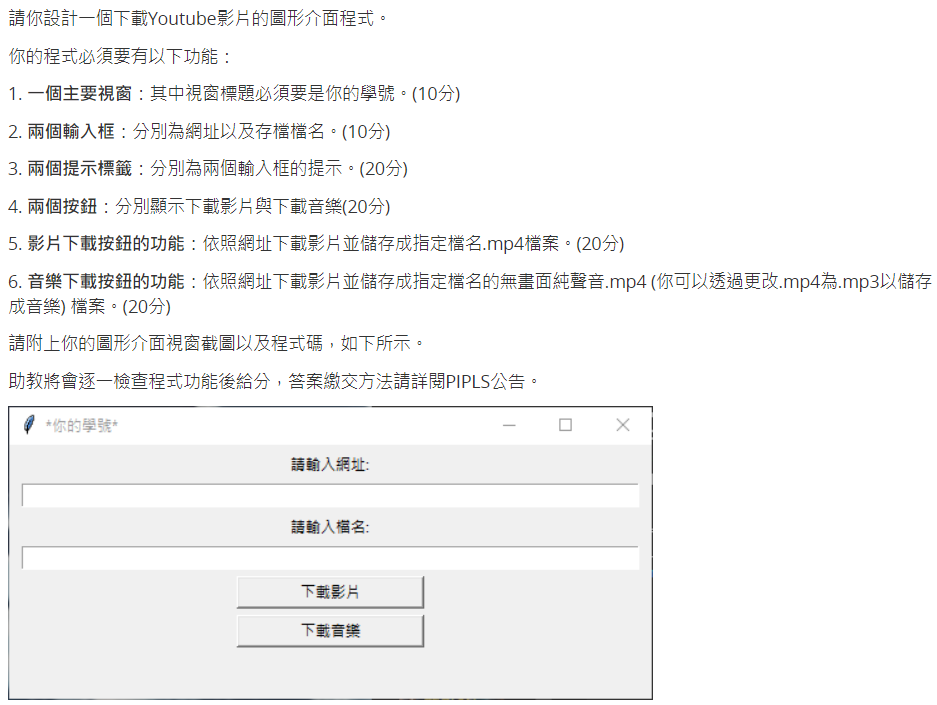 請你設計一個下載Youtube影片的圖形介面程式。
你的程式必須要有以下功能：
1. 一個主要視窗：其中視窗標題必須要是你的學號。(10分)
2. 兩個輸入框：分別為網址以及存檔檔名。(10分)
3. 兩個提示標籤：分別為兩個輸入框的提示。(20分)
4. 兩個按鈕：分別顯示下載影片與下載音樂(20分)
5. 影片下載按鈕的功能：依照網址下載影片並儲存成指定檔名.mp4檔案。(20分)
6. 音樂下載按鈕的功能：依照網址下載影片並儲存成指定檔名的無畫面純聲音.mp4 (你可以透過更改.mp4為.mp3以儲存
成音樂) 檔案。(20分)
請附上你的圖形介面視窗截圖以及程式碼，如下所示。
助教將會逐一檢查程式功能後給分，答案繳交方法請詳閱PIPLS公告。
*你的學號*
請輸入網址:
請輸入檔名:
下載影片
下載音樂